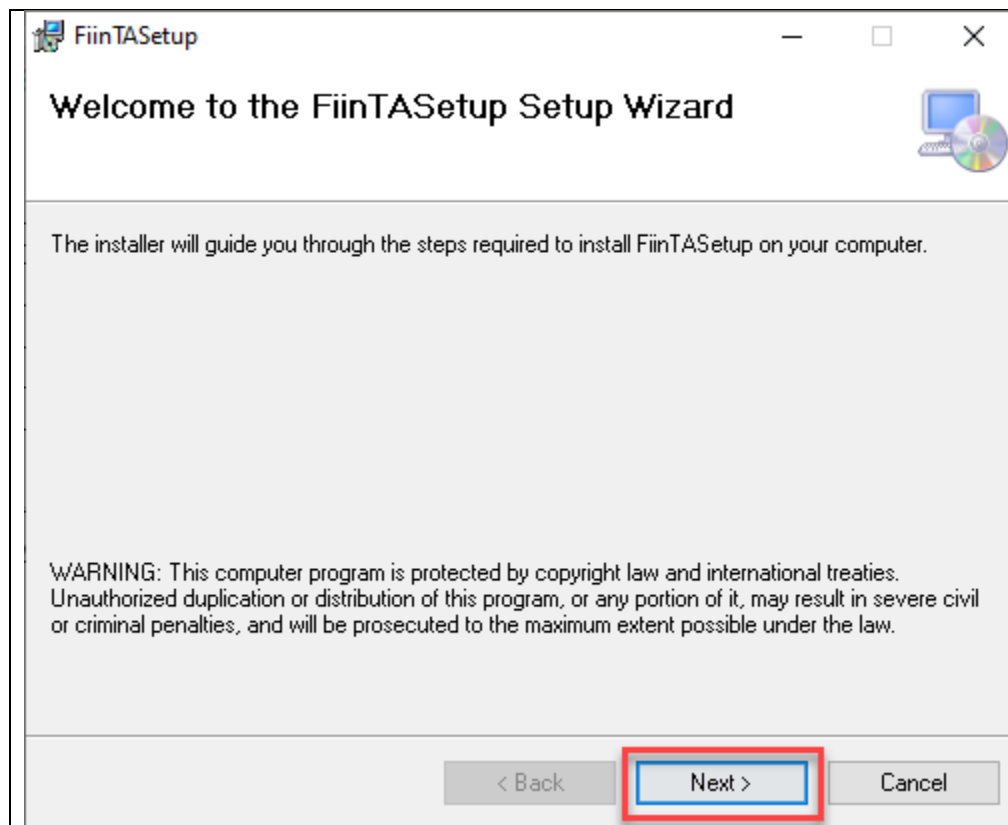 FiinTASetup
Welcome to the FiinTASetup Setup Wizard
The installer will guide you through the steps required to install FiinTASetup on your computer.
WARNING: This computer program is protected by copyright law and international treaties.
Unauthorized duplication or distribution of this program, or any portion of it, may result in severe civil
or criminal penalties, and will be prosecuted to the maximum extent possible under the law.
< Back
Next >
Cancel